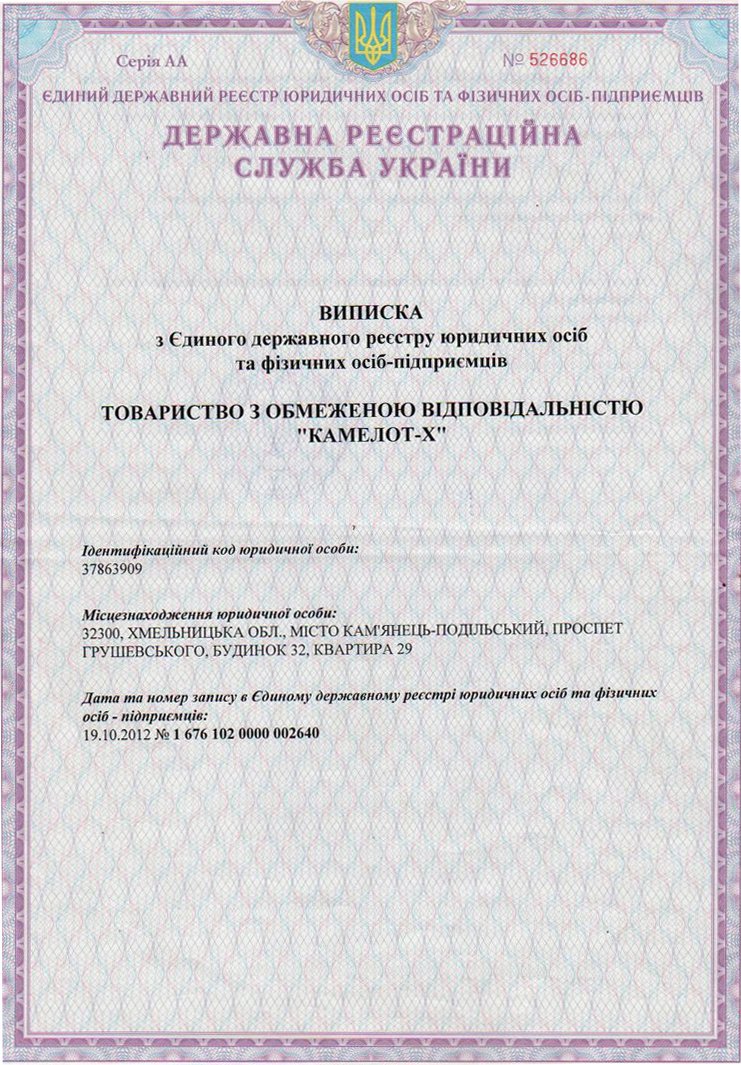 Серія АА
№ 526686
ЄДИНИЙ ДЕРЖАВНИЙ РЕЄСТР ЮРИДИЧНИХ ОСІБ ТА ФІЗИЧНИХ ОСІБ-ПІДПРИЄМЦІВ
ДЕРЖАВНА РЕЄСТРАЦІЙНА
СЛУЖБА УКРАЇНИ
ВИПИСКА
з Єдиного державного реєстру юридичних осіб
та фізичних осіб-підприємців
ТОВАРИСТВО З ОБМЕЖЕНОЮ ВІДПОВІДАЛЬНІСТЮ
"КАМЕЛОТ-Х"
Ідентифікаційний код юридичної особи:
37863909
Місцезнаходження юридичної особи:
32300, ХМЕЛЬНИЦЬКА ОБЛ., МІСТО КАМ'ЯНЕЦЬ-ПОДІЛЬСЬКИЙ, ПРОСПЕТ
ГРУШЕВСЬКОГО, БУДИНОК 32, КВАРТИРА 29
Дата та номер запису в Єдиному державному реєстрі юридичних осіб та фізичних
осіб - підприємців:
19.10.2012 № 1 676 102 0000 002640